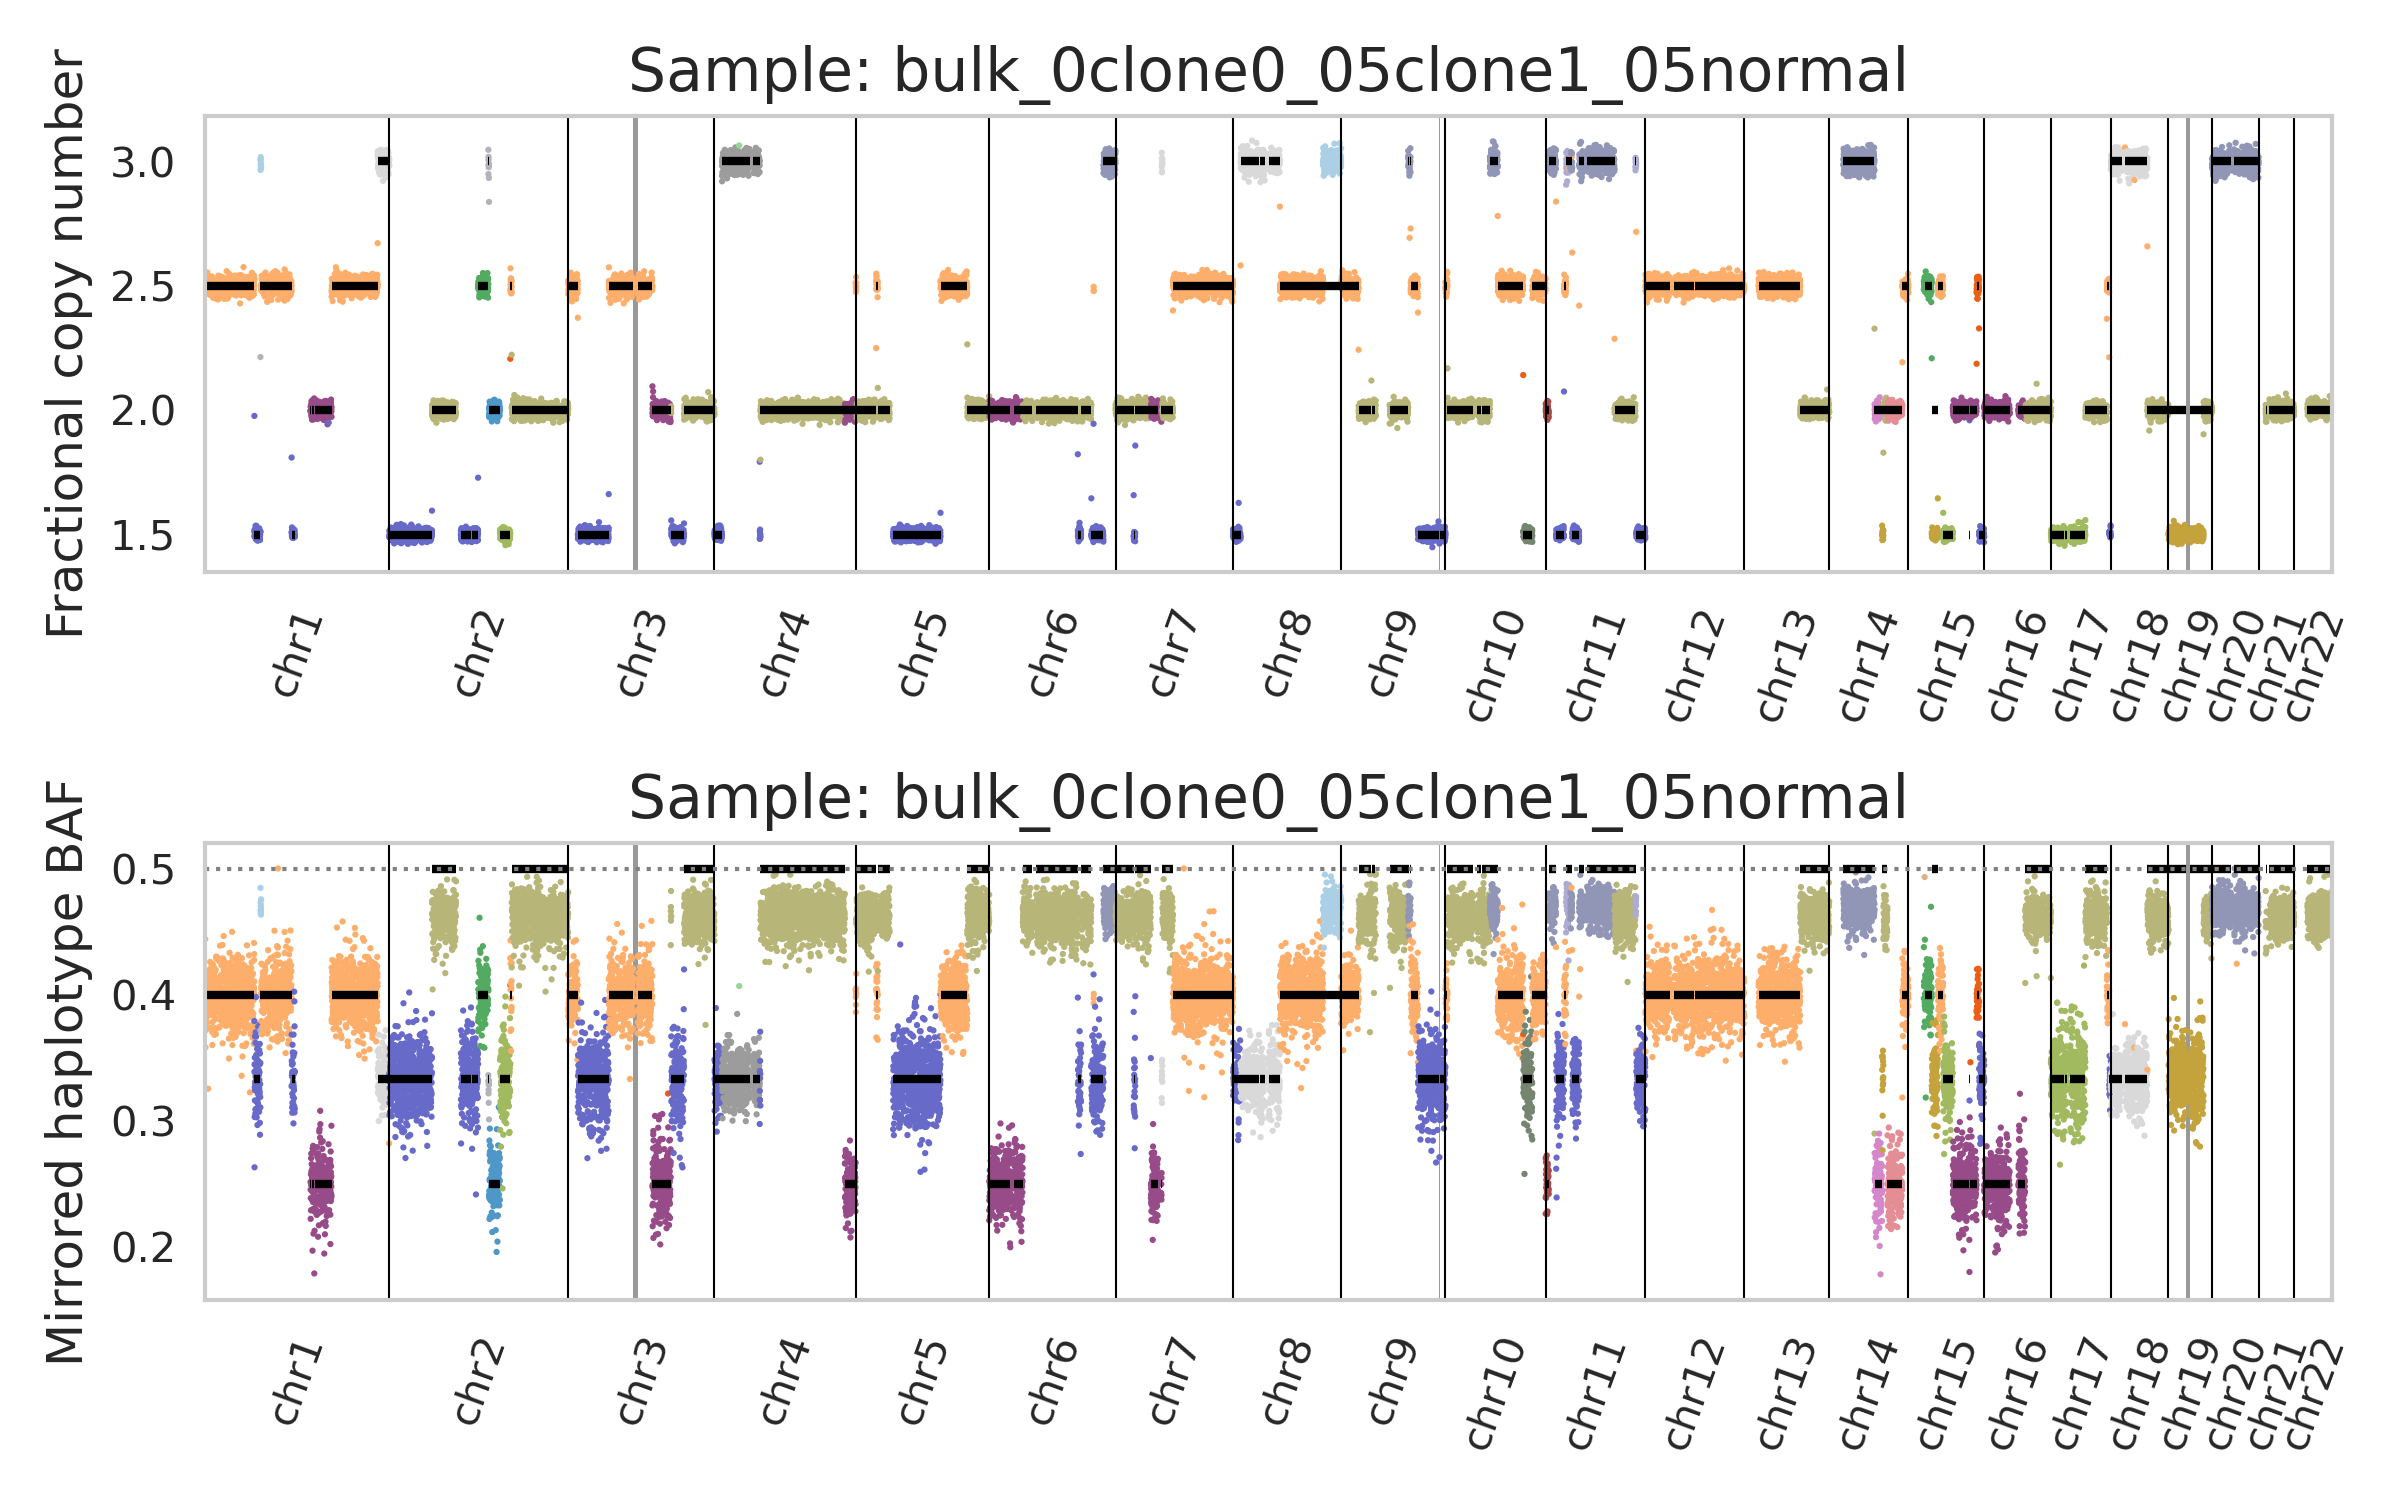 Sample: bulk_0clone0_05clone1_05normal
Fractional copy number
3.0
2.5
2.0
1.5
chr1
chr2
chr3
chr4
chr5
chr6
chr7
chr8
chr9
chr10
chr11
chr12
chr13
chr14
chr15
chr16
chr17
chr18
chr19
chr20
chr21
chr22
Sample: bulk_0clone0_05clone1_05normal
Mirrored haplotype BAF
0.5
0.4
0.3
0.2
chr1
chr2
chr3
chr4
chr5
chr6
chr7
chr8
chr9
chr10
chr11
chr12
chr13
chr14
chr15
chr16
chr17
chr18
chr19
chr20
chr21
chr22